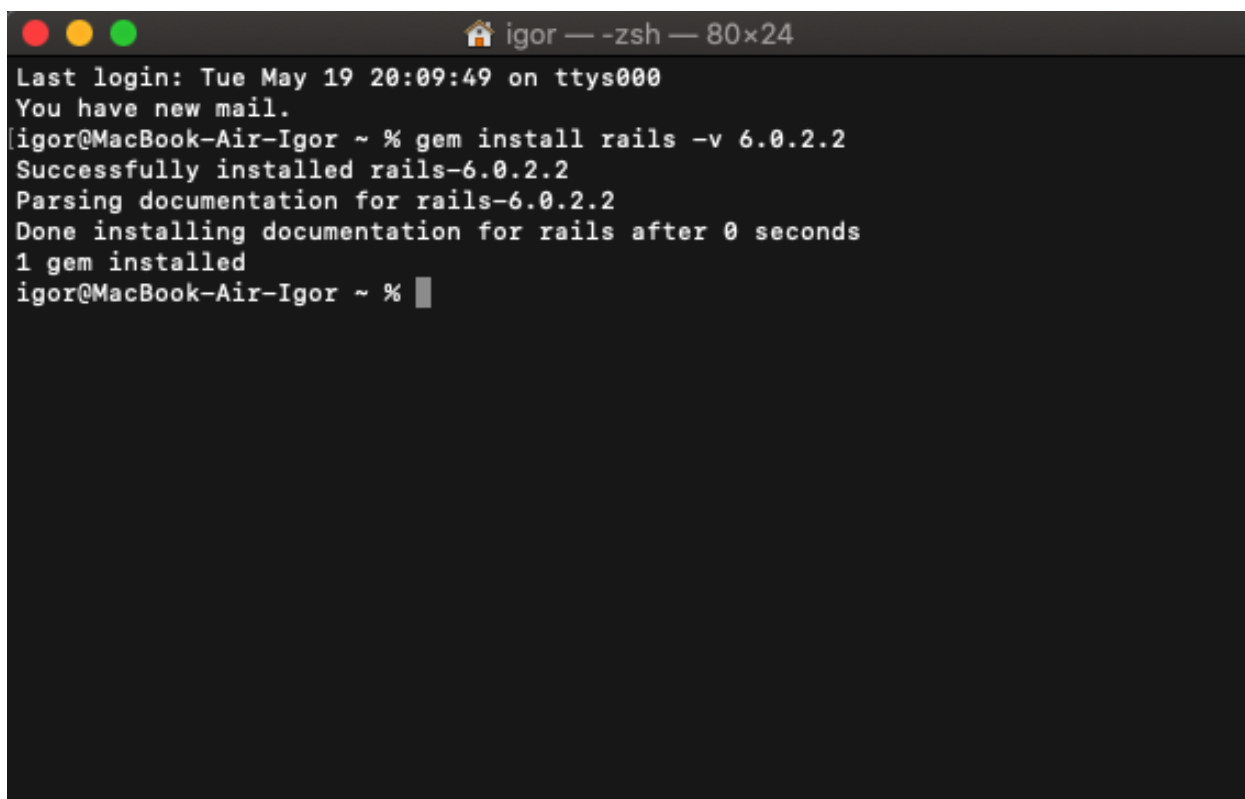 igor — -zsh — 80×24
Last login: Tue May 19 20:09:49 on ttys000
You have new mail.
[igor@MacBook-Air-Igor ~ % gem install rails -v 6.0.2.2
Successfully installed rails-6.0.2.2
Parsing documentation for rails-6.0.2.2
Done installing documentation for rails after 0 seconds
1 gem installed
igor@MacBook-Air-Igor ~ %